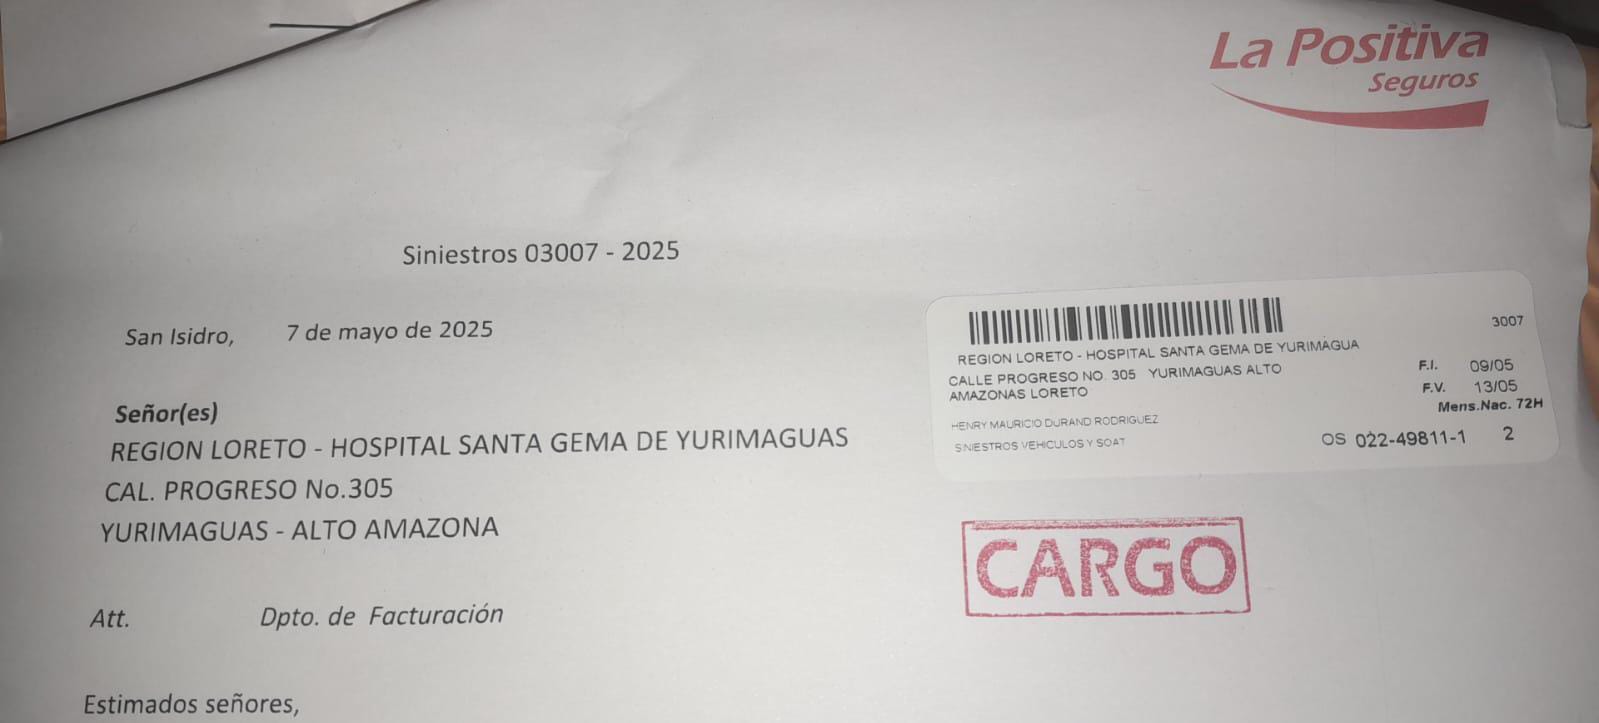 La Positiva
Seguros
Siniestros 03007 - 2025
San Isidro, 7 de mayo de 2025
Señor(es)
REGION LORETO - HOSPITAL SANTA GEMA DE YURIMAGUAS
CAL. PROGRESO No.305
YURIMAGUAS - ALTO AMAZONA
Att. Dpto. de Facturación
Estimados señores,
3007
REGION LORETO - HOSPITAL SANTA GEMA DE YURIMAGUA
CALLE PROGRESO NO. 305 YURIMAGUAS ALTO
AMAZONAS LORETO
F.I. 09/05
F.V. 13/05
Mens.Nac. 72H
HENRY MAURICIO DURAND RODRIGUEZ
SINIESTROS VEHICULOS Y SOAT
OS 022-49811-1 2
CARGO